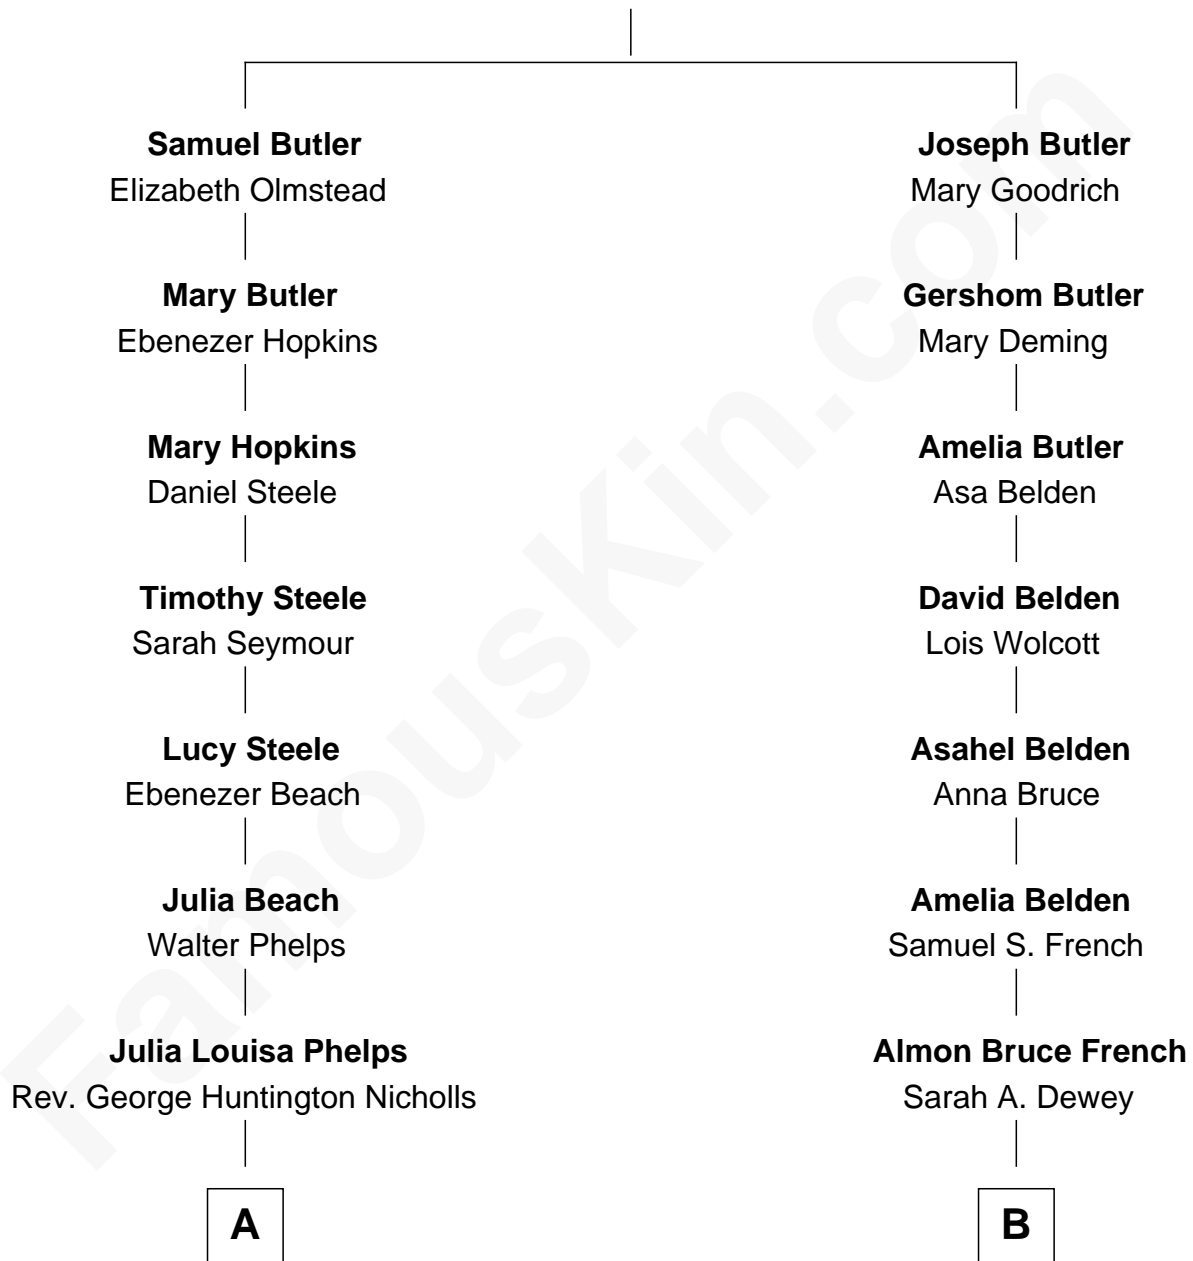 Samuel Butler
Elizabeth Olmstead
Mary Butler
Ebenezer Hopkins
Mary Hopkins
Daniel Steele
Timothy Steele
Sarah Seymour
Lucy Steele
Ebenezer Beach
Julia Beach
Walter Phelps
Julia Louisa Phelps
Rev. George Huntington Nicholls
A
Joseph Butler
Mary Goodrich
Gershom Butler
Mary Deming
Amelia Butler
Asa Belden
David Belden
Lois Wolcott
Asahel Belden
Anna Bruce
Amelia Belden
Samuel S. French
Almon Bruce French
Sarah A. Dewey
B
FamousKin.com